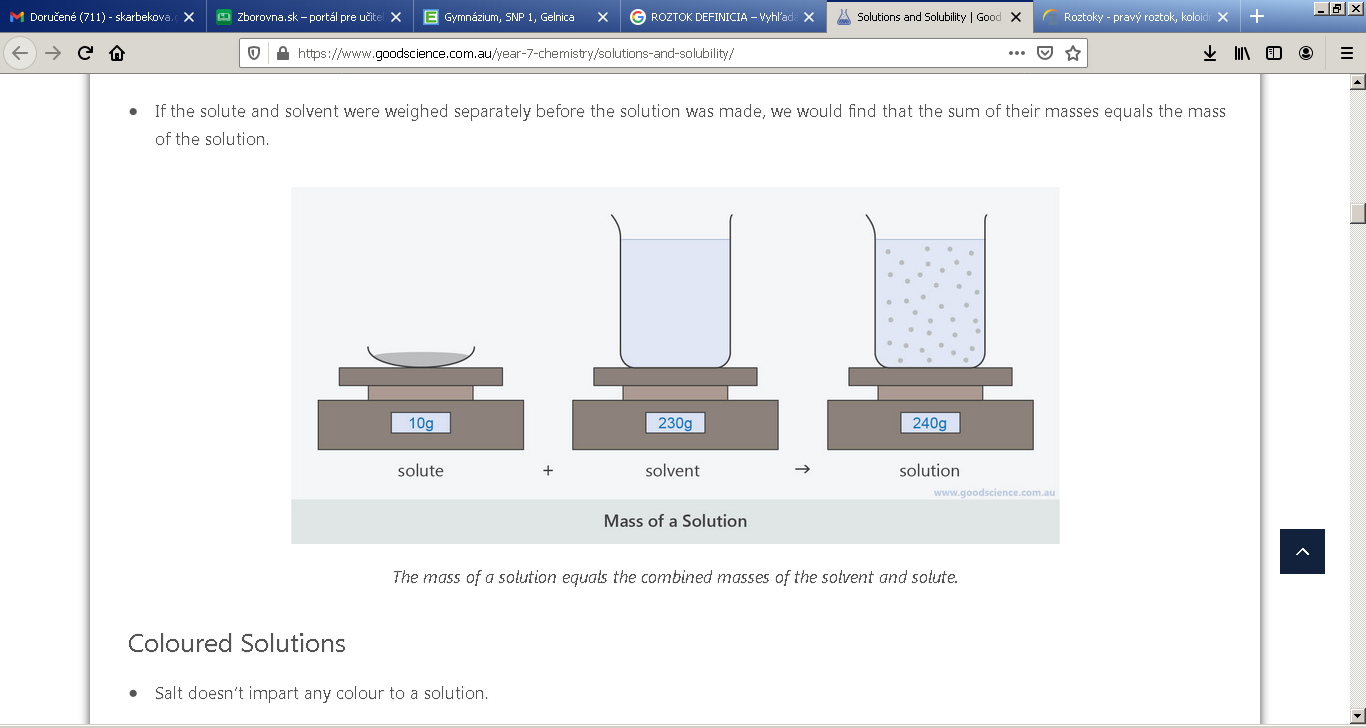 Doručené (711) - skarbekova.
Zborovna.sk – portál pre učite
Gymnázium, SNP 1, Gelnica
ROZTOK DEFINICIA – Vyhľad
Solutions and Solubility | Good
Roztoky - pravý roztok, koloid
https://www.goodscience.com.au/year-7-chemistry/solutions-and-solubility/
• If the solute and solvent were weighed separately before the solution was made, we would find that the sum of their masses equals the mass
of the solution.
10g 230g 240g
solute + solvent → solution
www.goodscience.com.au
Mass of a Solution
The mass of a solution equals the combined masses of the solvent and solute.
Coloured Solutions
• Salt doesn't impart any colour to a solution.